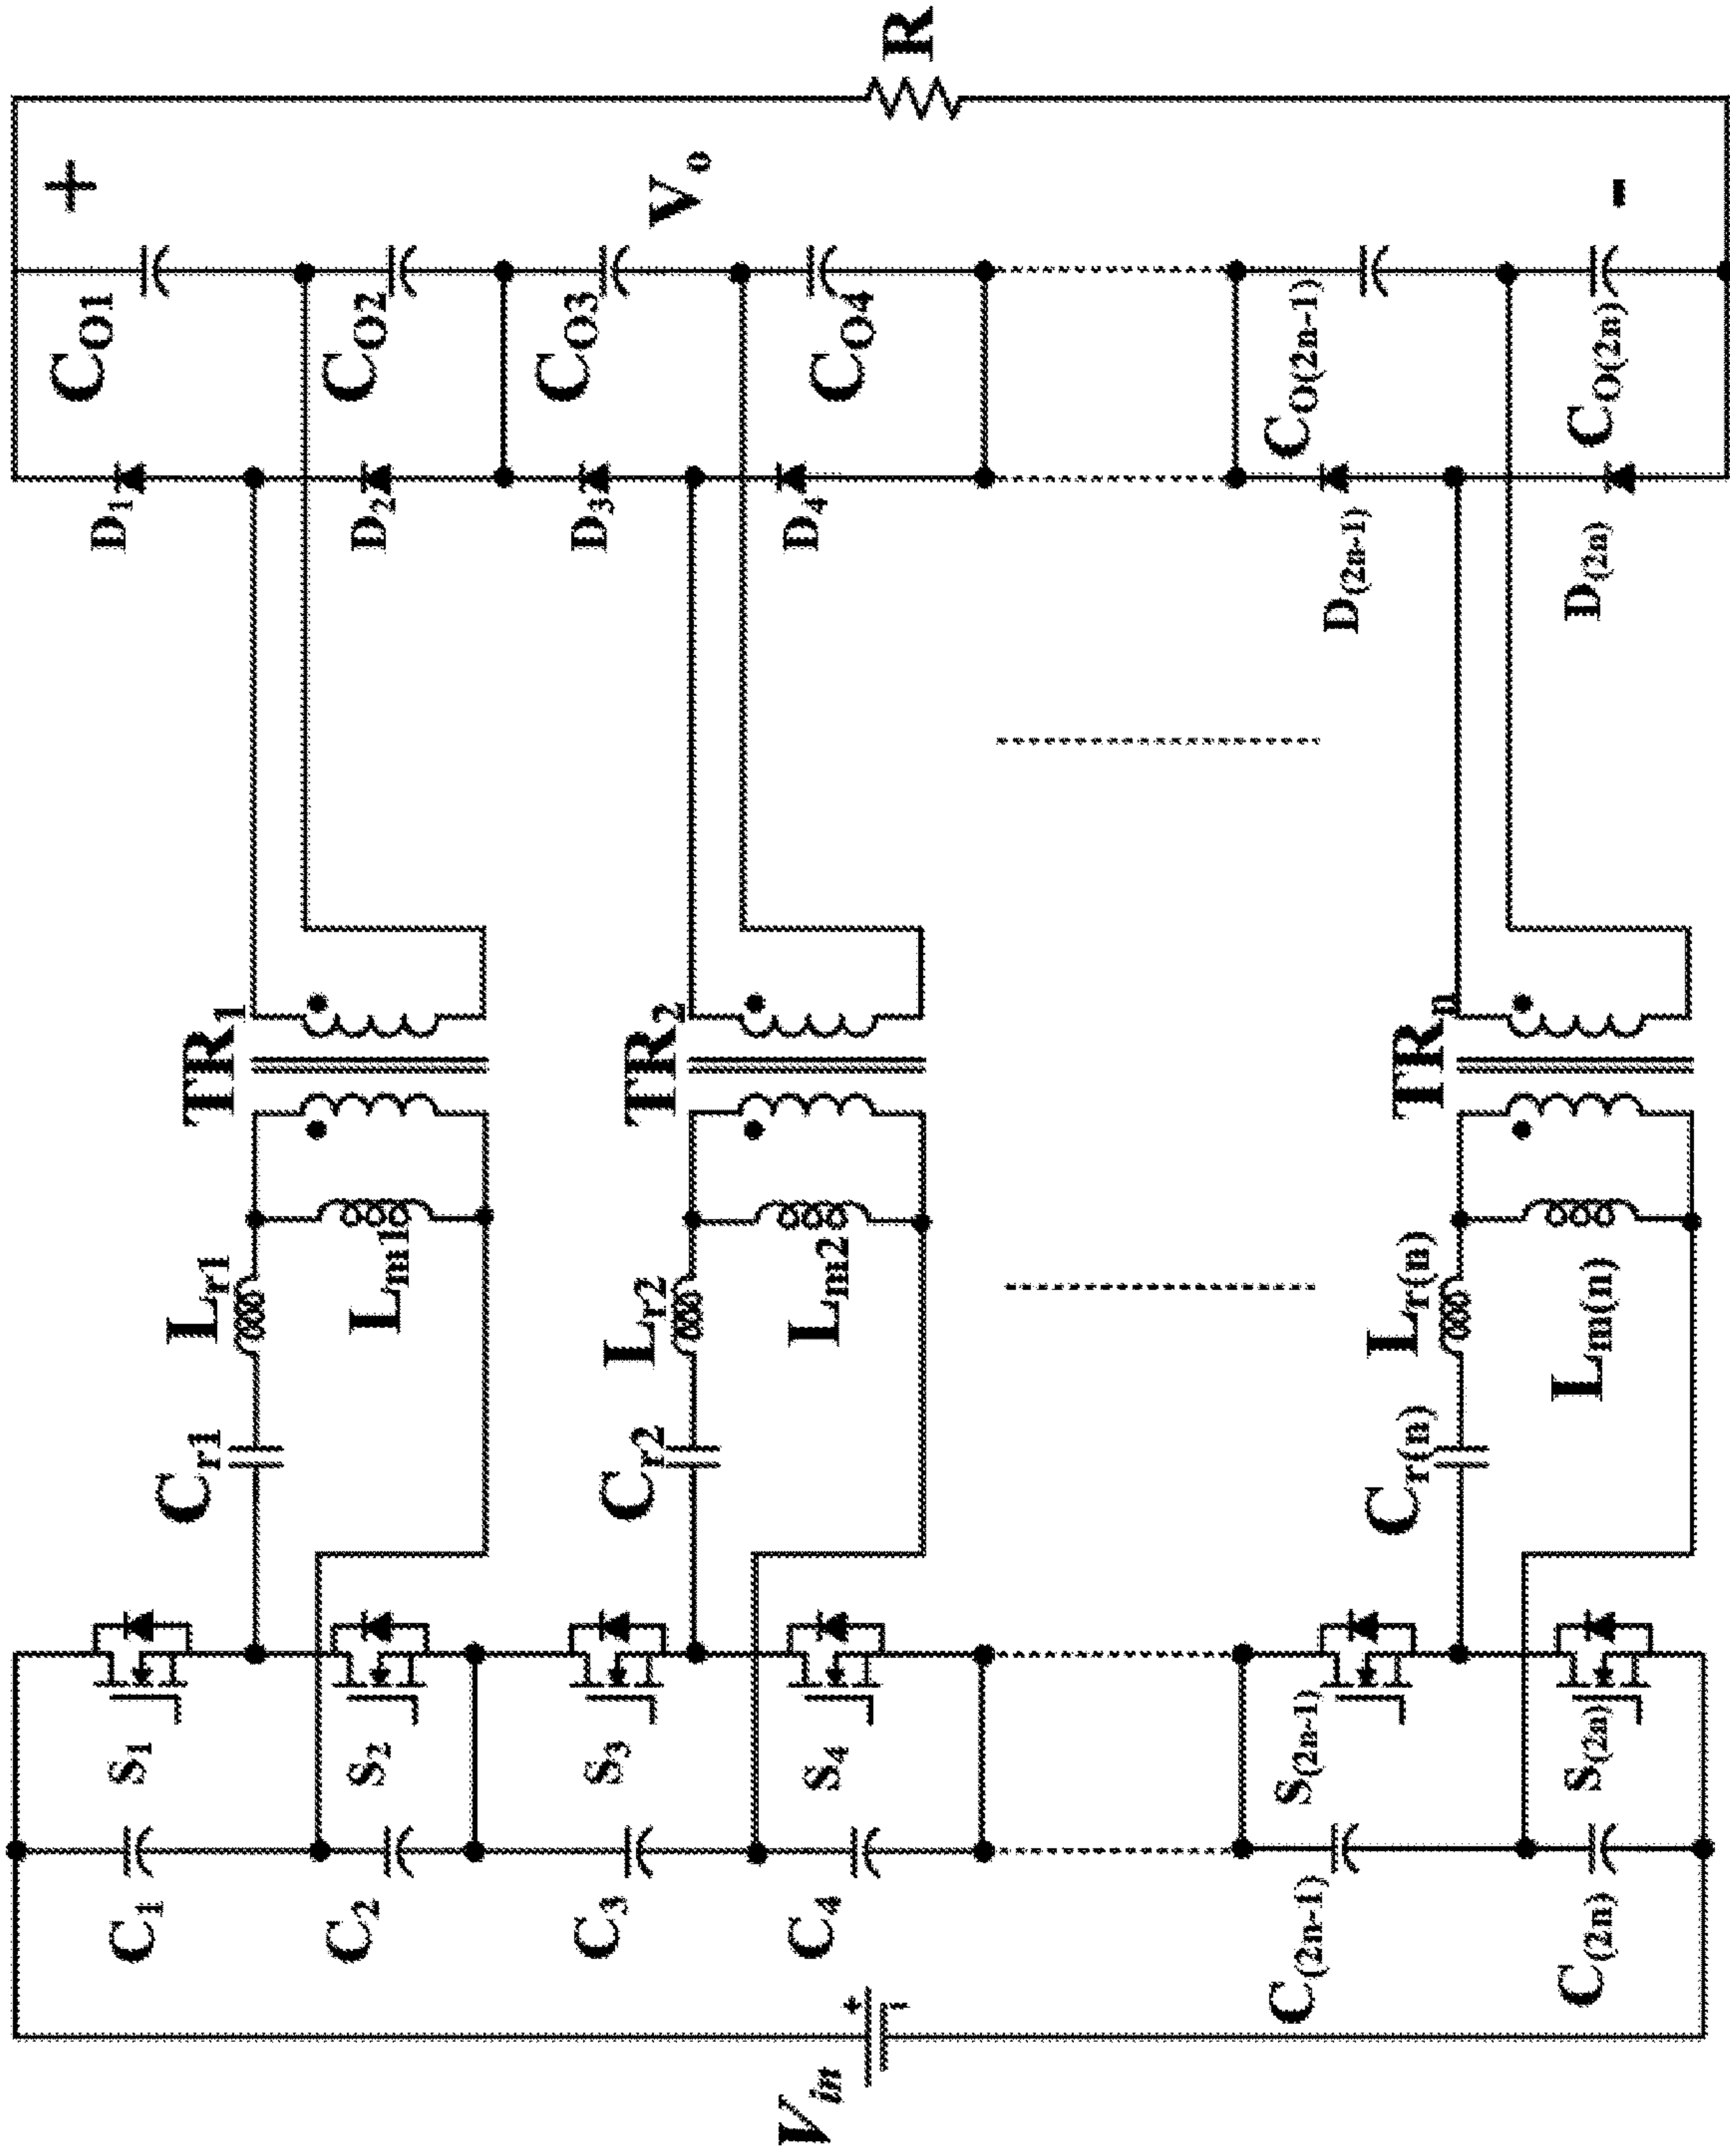 V_in
+
-
C_1
C_2
C_3
C_4
C_(2n-1)
C_(2n)
S_1
S_2
S_3
S_4
S_(2n-1)
S_(2n)
C_r1
C_r2
C_r(n)
L_r1
L_r2
L_r(n)
L_m1
L_m2
L_m(n)
TR_1
TR_2
TR_n
D_1
D_2
D_3
D_4
D_(2n-1)
D_(2n)
C_O1
C_O2
C_O3
C_O4
C_O(2n-1)
C_O(2n)
+
V_o
-
R